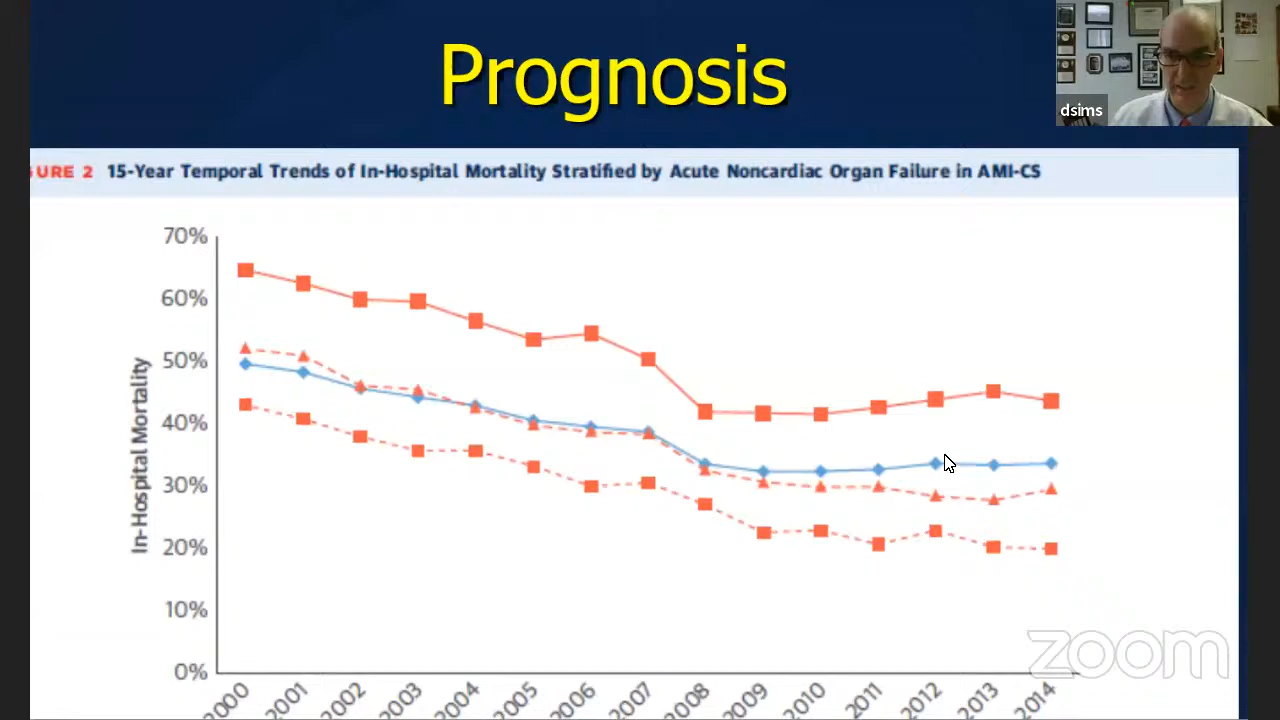 Prognosis
dsims
GURE 2 15-Year Temporal Trends of In-Hospital Mortality Stratified by Acute Noncardiac Organ Failure in AMI-CS
70%
60%
50%
40%
30%
20%
10%
0%
In-Hospital Mortality
2000 2001 2002 2003 2004 2005 2006 2007 2008 2009 2010 2011 2012 2013 2014
zoom